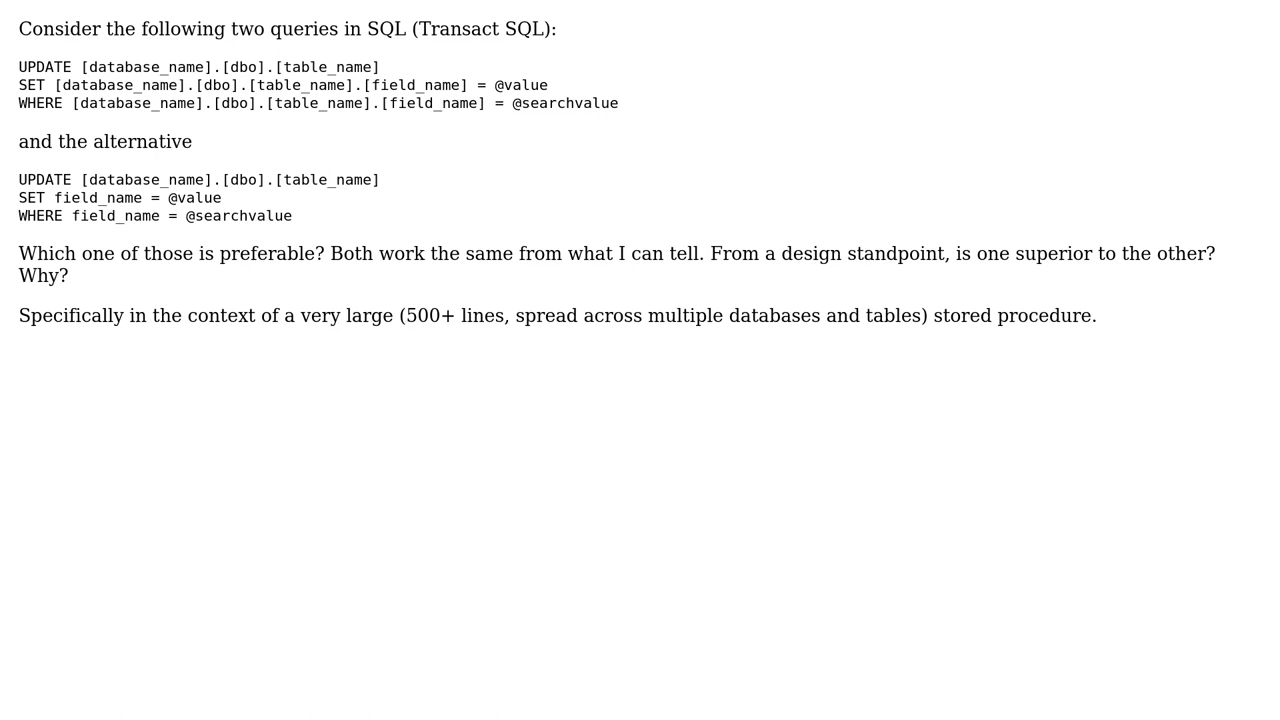 Consider the following two queries in SQL (Transact SQL):
UPDATE [database_name].[dbo].[table_name]
SET [database_name].[dbo].[table_name].[field_name] = @value
WHERE [database_name].[dbo].[table_name].[field_name] = @searchvalue
and the alternative
UPDATE [database_name].[dbo].[table_name]
SET field_name = @value
WHERE field_name = @searchvalue
Which one of those is preferable? Both work the same from what I can tell. From a design standpoint, is one superior to the other?
Why?
Specifically in the context of a very large (500+ lines, spread across multiple databases and tables) stored procedure.